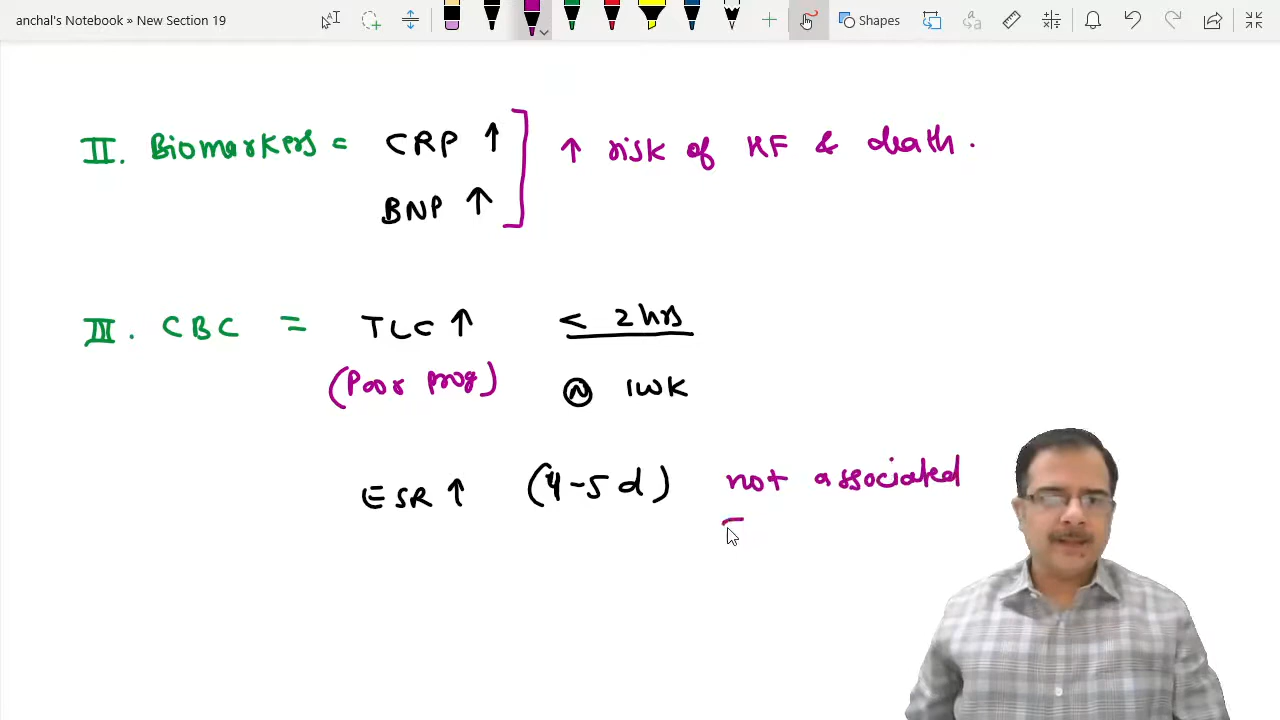 anchal's Notebook » New Section 19
Shapes
II. Biomarkers = CRP ↑ ↑ risk of HF & death.
BNP ↑
III. CBC = TLC ↑ < 2 hrs
(Poor prog) Ⓝ 1WK
ESR ↑ (4-5 d) not associated